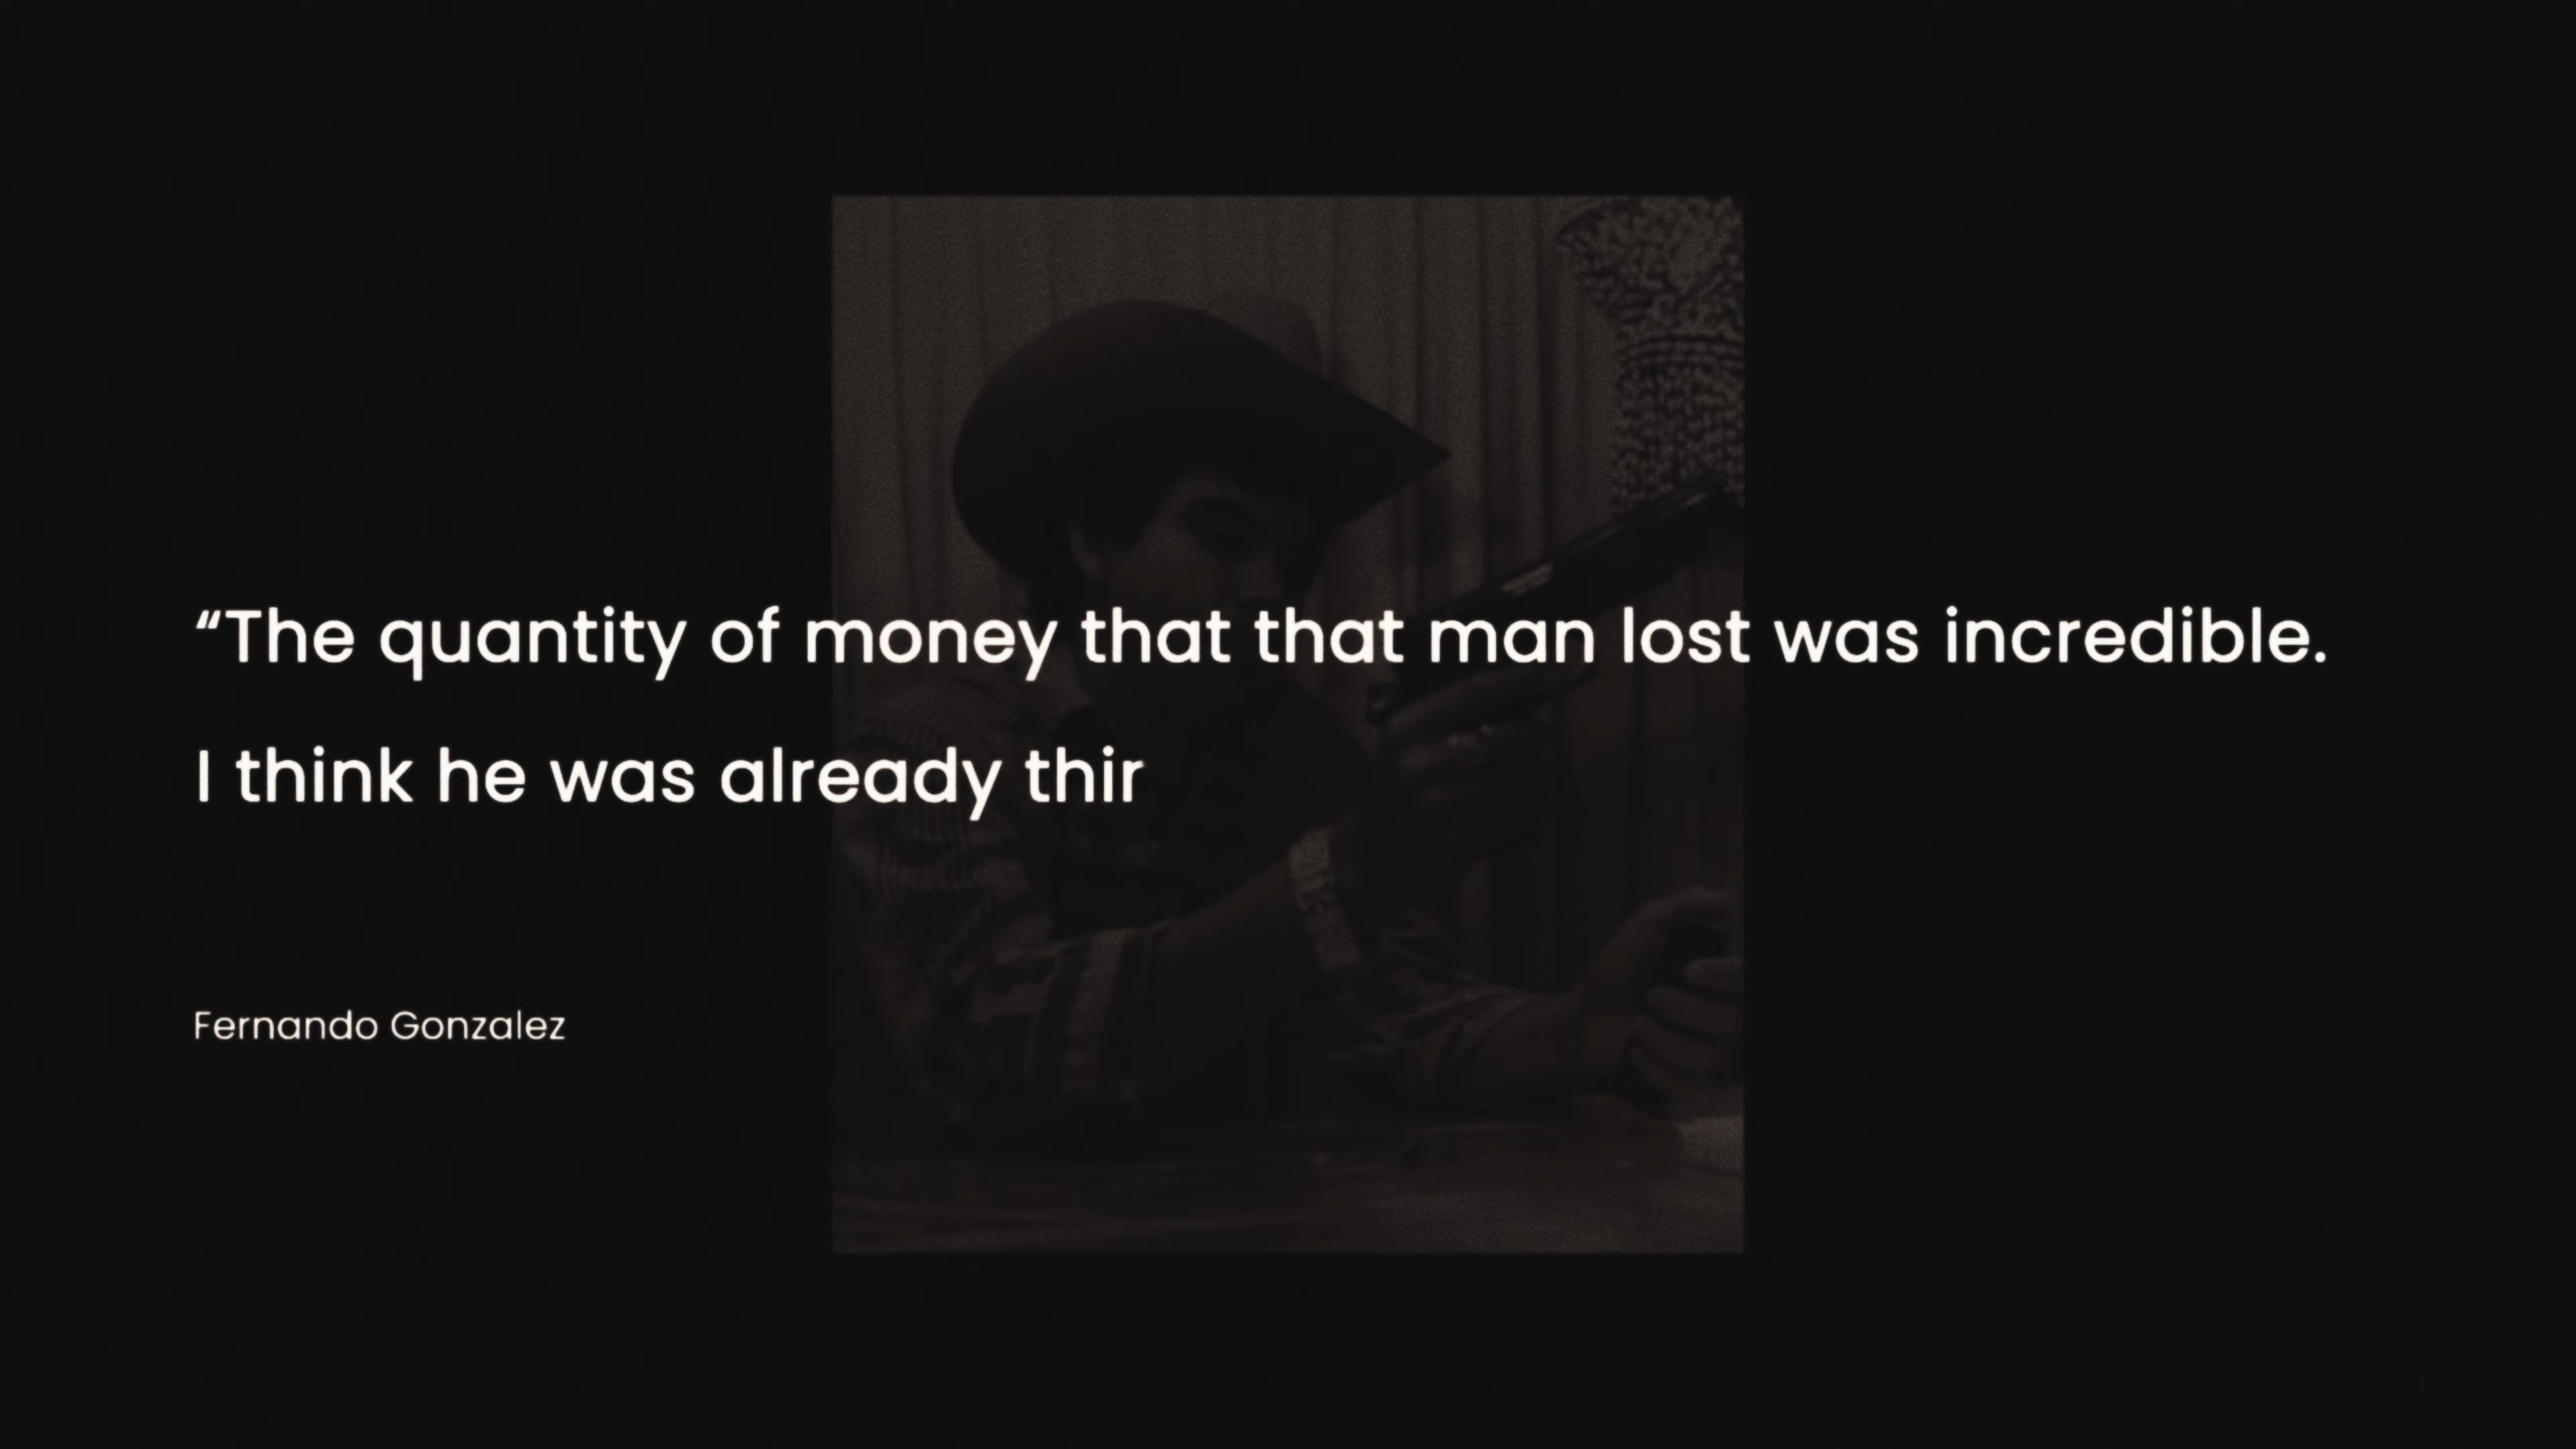 “The quantity of money that that man lost was incredible.
I think he was already thir
Fernando Gonzalez